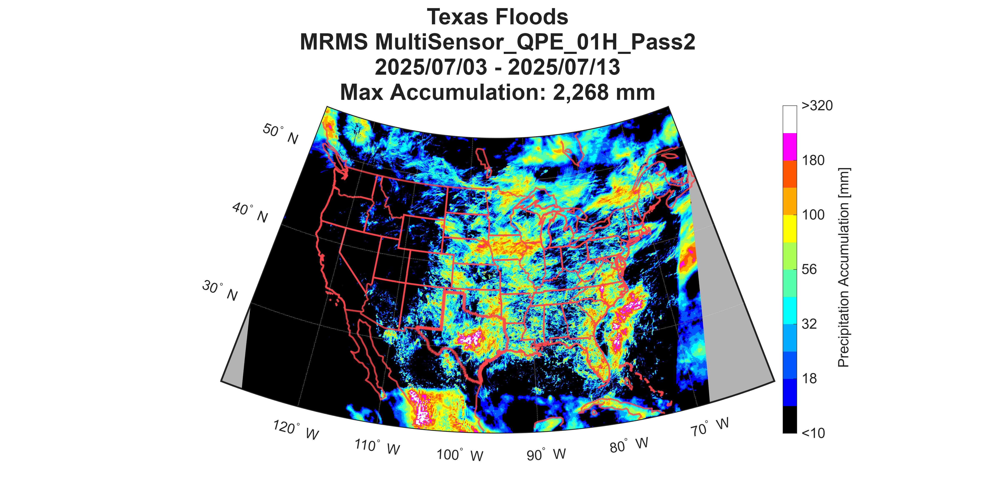 Texas Floods
MRMS MultiSensor_QPE_01H_Pass2
2025/07/03 - 2025/07/13
Max Accumulation: 2,268 mm
50° N
40° N
30° N
120° W
110° W
100° W
90° W
80° W
70° W
>320
180
100
56
32
18
<10
Precipitation Accumulation [mm]